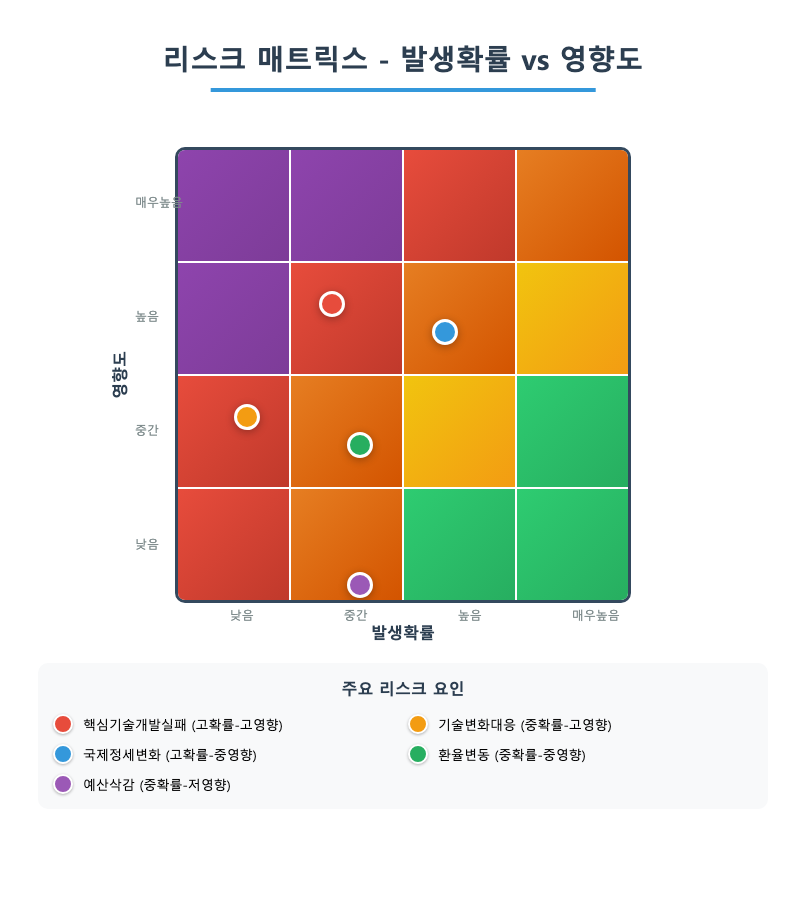 리스크 매트릭스 - 발생확률 vs 영향도
매우높음
높음
영향도
중간
낮음
낮음
중간
높음
매우높음
발생확률
주요 리스크 요인
핵심기술개발실패 (고확률-고영향)
기술변화대응 (중확률-고영향)
국제정세변화 (고확률-중영향)
환율변동 (중확률-중영향)
예산삭감 (중확률-저영향)